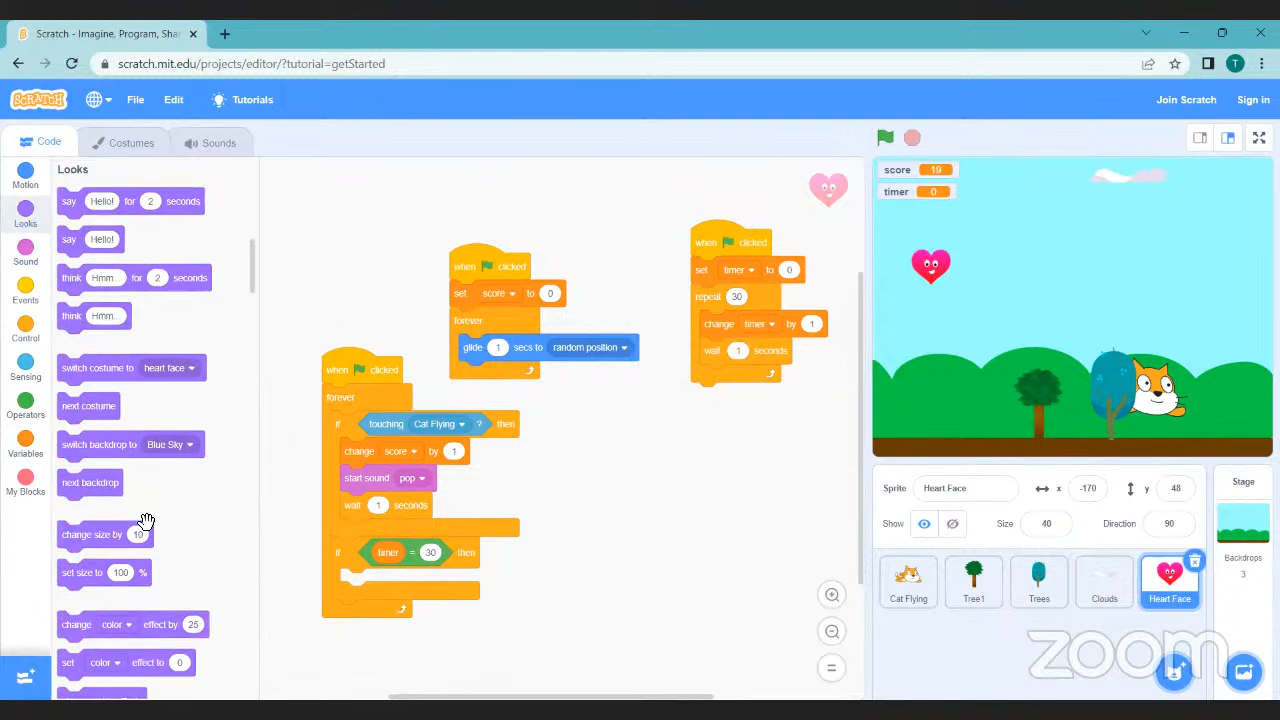 Scratch - Imagine, Program, Shar
scratch.mit.edu/projects/editor/?tutorial=getStarted
T
SCRATCH File Edit Tutorials Join Scratch Sign in
Code Costumes Sounds
Motion
Looks
Sound
Events
Control
Sensing
Operators
Variables
My Blocks
Looks
say Hello! for 2 seconds
say Hello!
think Hmm... for 2 seconds
think Hmm...
switch costume to heart face
next costume
switch backdrop to Blue Sky
next backdrop
change size by 10
set size to 100 %
change color effect by 25
set color effect to 0
when clicked
set score to 0
forever
glide 1 secs to random position
when clicked
forever
if touching Cat Flying ? then
change score by 1
start sound pop
wait 1 seconds
if timer = 30 then
when clicked
set timer to 0
repeat 30
change timer by 1
wait 1 seconds
score 19
timer 0
Sprite Heart Face x -170 y 48
Show Size 40 Direction 90
Cat Flying
Tree1
Trees
Clouds
Heart Face
Stage
Backdrops
3
zoom